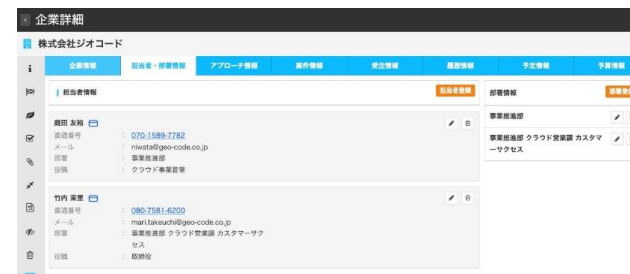 企業詳細
株式会社ジオコード
企業情報 担当者・部署情報 アプローチ情報 案件情報 受注情報 履歴情報 予定情報 予算情報
担当者情報 担当者登録
部署情報
庭田 友裕
直通番号 : 070-1589-7782
メール : niwata@geo-code.co.jp
部署 : 事業推進部
役職 : クラウド事業管掌
竹内 茉里
直通番号 : 080-7581-6200
メール : mari.takeuchi@geo-code.co.jp
部署 : 事業推進部 クラウド営業課 カスタマーサク
セス
役職 : 取締役
事業推進部
事業推進部 クラウド営業課 カスタマ
ーサクセス